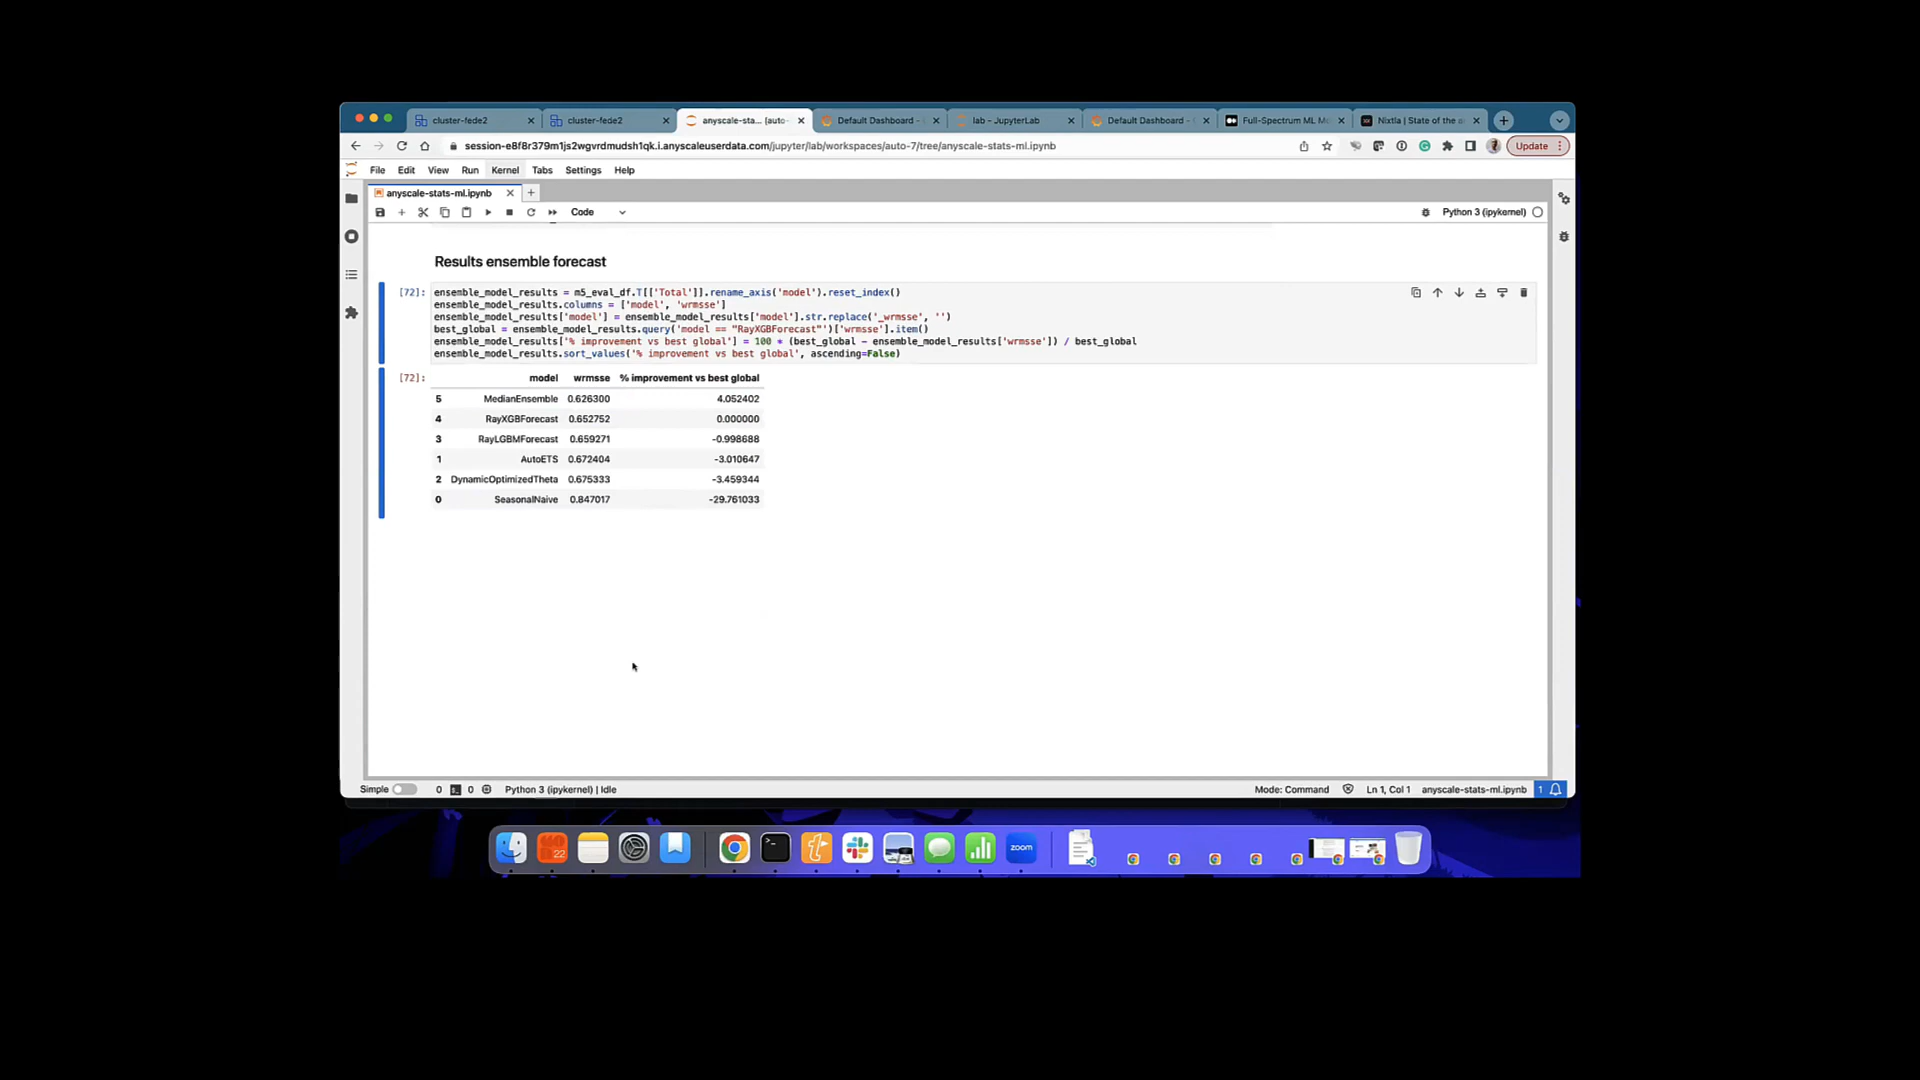 cluster-fede2
cluster-fede2
anyscale-sta... (auto-
Default Dashboard -
lab – JupyterLab
Default Dashboard -
Full-Spectrum ML M
Nixtla | State of the a
session-e8f8r379m1js2wgvrdmudsh1qk.i.anyscaleuserdata.com/jupyter/lab/workspaces/auto-7/tree/anyscale-stats-ml.ipynb
Update
File Edit View Run Kernel Tabs Settings Help
anyscale-stats-ml.ipynb
Code
Python 3 (ipykernel)
Results ensemble forecast
[72]: ensemble_model_results = m5_eval_df.T[['Total']].rename_axis('model').reset_index()
ensemble_model_results.columns = ['model', 'wrmsse']
ensemble_model_results['model'] = ensemble_model_results['model'].str.replace('_wrmsse', '')
best_global = ensemble_model_results.query('model == "RayXGBForecast"')['wrmsse'].item()
ensemble_model_results['% improvement vs best global'] = 100 * (best_global - ensemble_model_results['wrmsse']) / best_global
ensemble_model_results.sort_values('% improvement vs best global', ascending=False)
[72]: model wrmsse % improvement vs best global
5 MedianEnsemble 0.626300 4.052402
4 RayXGBForecast 0.652752 0.000000
3 RayLGBMForecast 0.659271 -0.998688
1 AutoETS 0.672404 -3.010647
2 DynamicOptimizedTheta 0.675333 -3.459344
0 SeasonalNaive 0.847017 -29.761033
Simple 0 0 Python 3 (ipykernel) | Idle Mode: Command Ln 1, Col 1 anyscale-stats-ml.ipynb 1
22
zoom